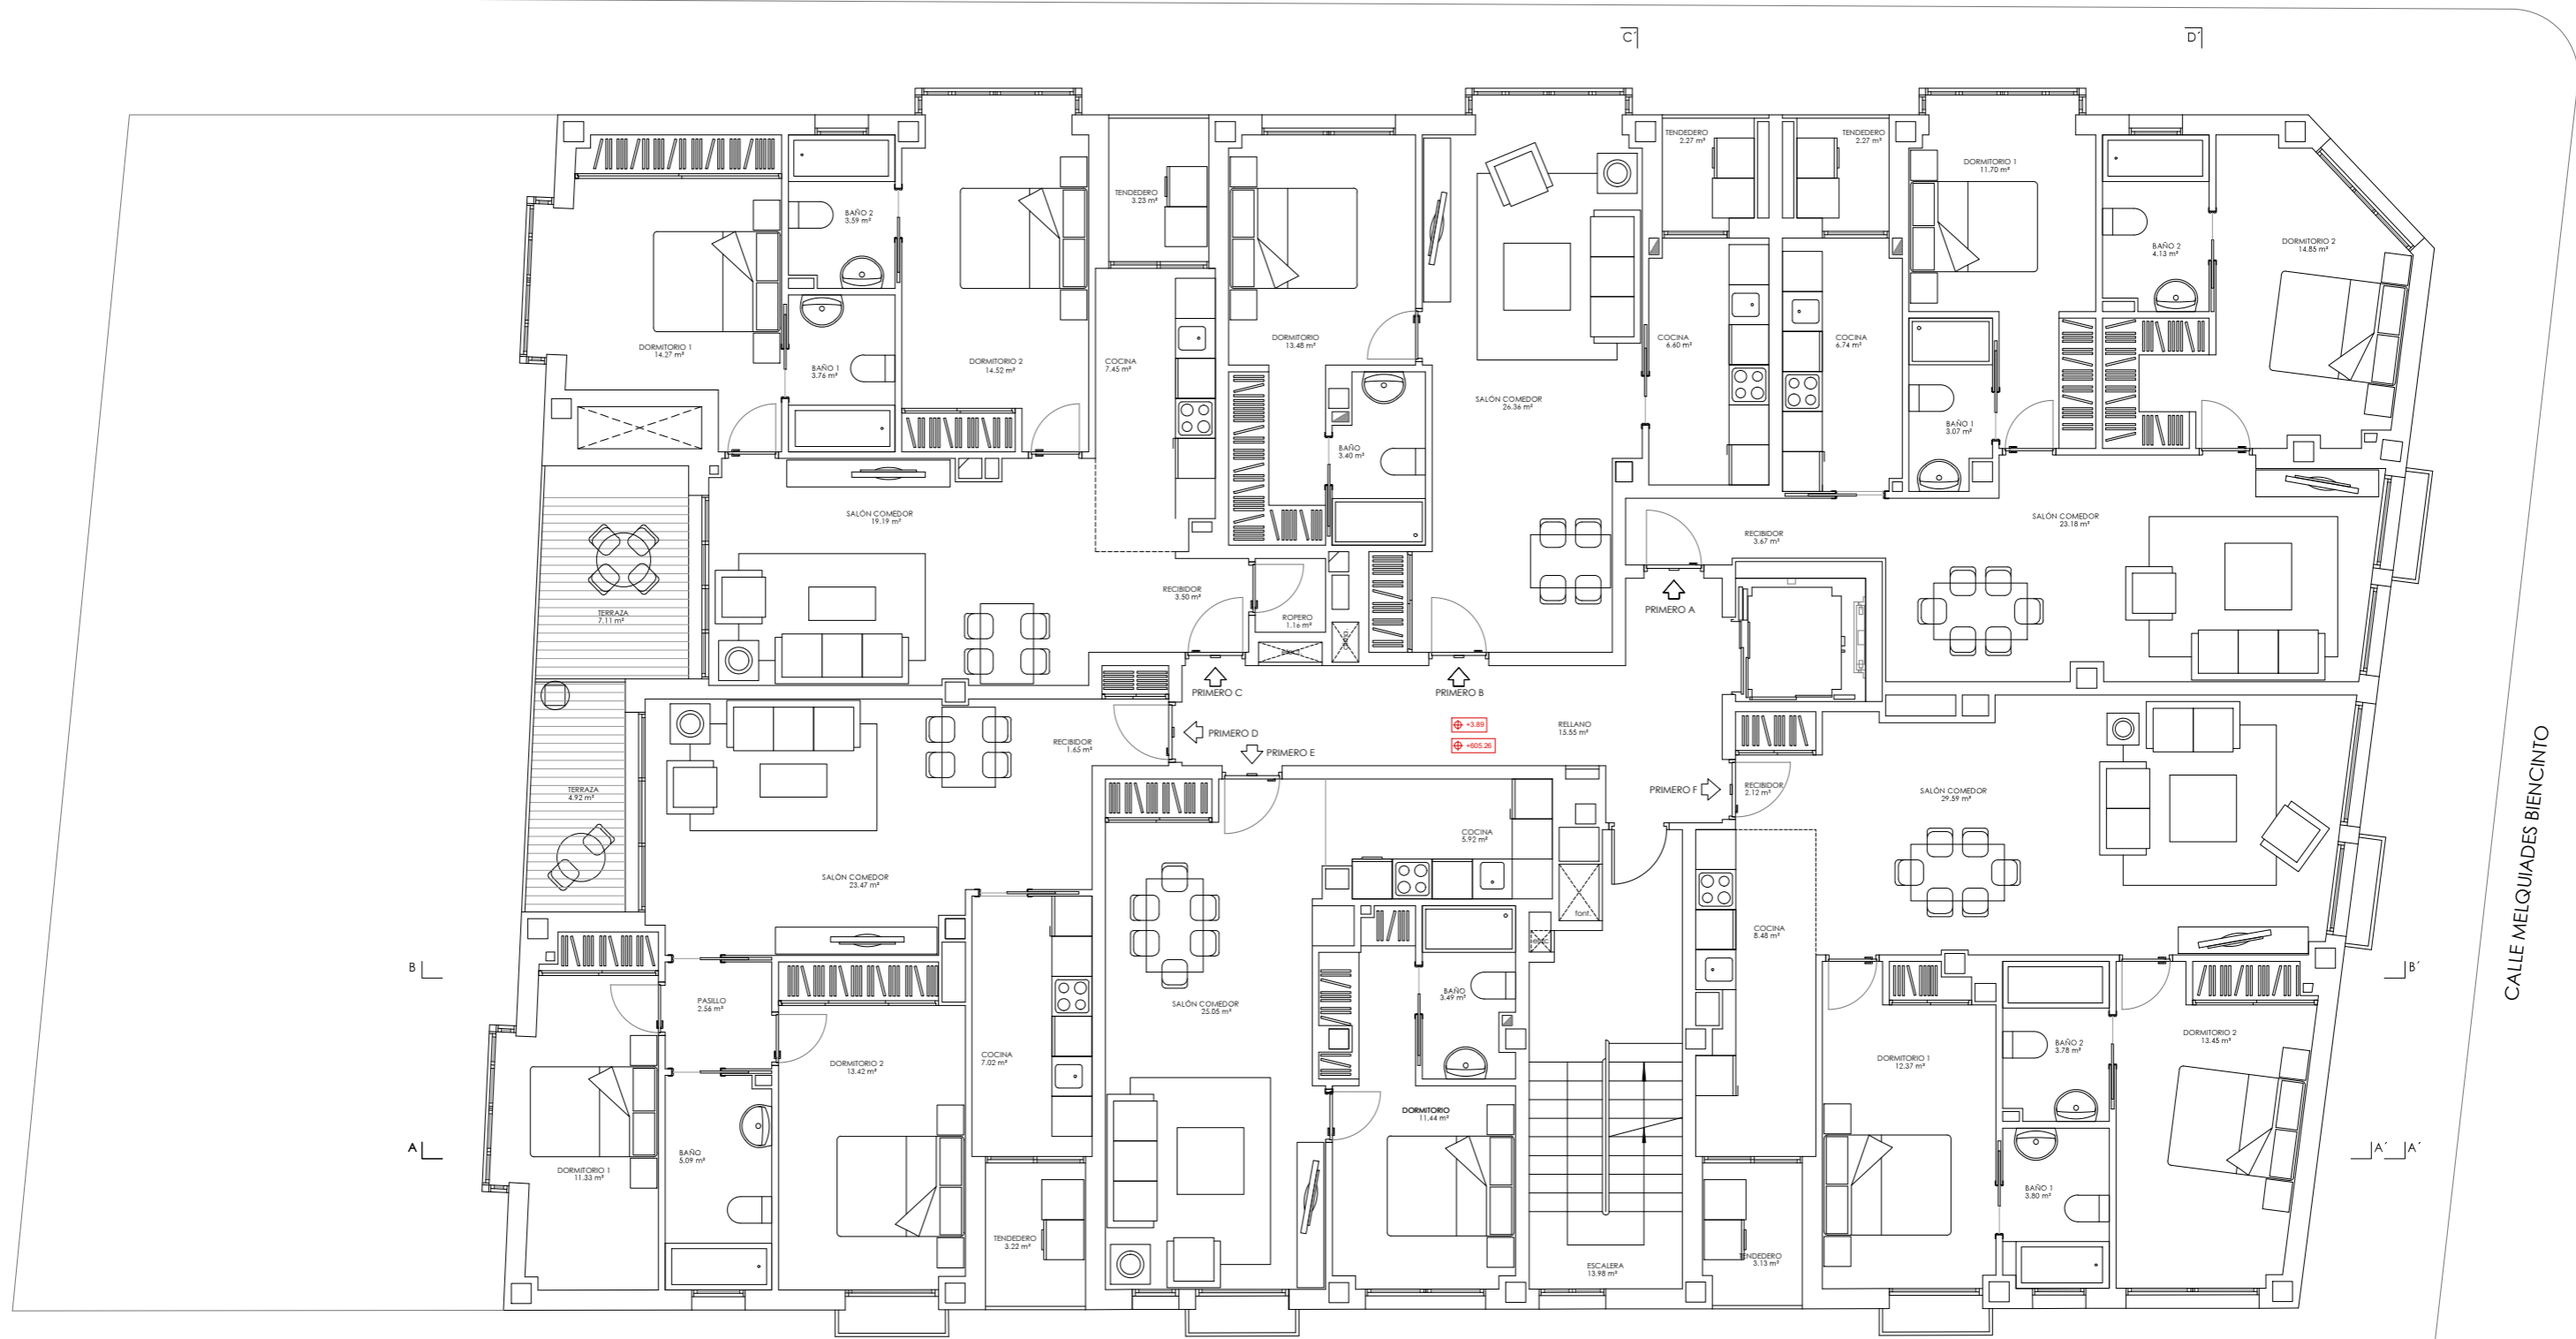 C´
D´
TENDEDERO
2.27 m²
TENDEDERO
2.27 m²
DORMITORIO 1
11.70 m²
TENDEDERO
3.23 m²
BAÑO 2
3.59 m²
BAÑO 2
4.13 m²
DORMITORIO 2
14.85 m²
DORMITORIO 1
14.27 m²
BAÑO 1
3.76 m²
DORMITORIO 2
14.52 m²
COCINA
7.45 m²
DORMITORIO
13.48 m²
COCINA
6.60 m²
COCINA
6.74 m²
SALÓN COMEDOR
26.36 m²
BAÑO
3.40 m²
BAÑO 1
3.07 m²
SALÓN COMEDOR
19.19 m²
RECIBIDOR
3.67 m²
SALÓN COMEDOR
23.18 m²
TERRAZA
7.11 m²
RECIBIDOR
3.50 m²
ROPERO
1.16 m²
PRIMERO A
PRIMERO C
PRIMERO B
PRIMERO D
PRIMERO E
RECIBIDOR
1.65 m²
+3.89
+605.26
RELLANO
15.55 m²
CALLE MELQUIADES BIENCINTO
TERRAZA
4.92 m²
PRIMERO F
RECIBIDOR
2.12 m²
SALÓN COMEDOR
29.59 m²
COCINA
5.92 m²
SALÓN COMEDOR
23.47 m²
font.
elec
COCINA
8.48 m²
B
B´
PASILLO
2.56 m²
SALÓN COMEDOR
25.05 m²
BAÑO
3.49 m²
DORMITORIO 2
13.42 m²
COCINA
7.02 m²
DORMITORIO 1
12.37 m²
BAÑO 2
3.78 m²
DORMITORIO 2
13.45 m²
DORMITORIO
11.44 m²
A
A´
A´
DORMITORIO 1
11.33 m²
BAÑO
5.09 m²
BAÑO 1
3.80 m²
TENDEDERO
3.22 m²
ESCALERA
13.98 m²
TENDEDERO
3.13 m²